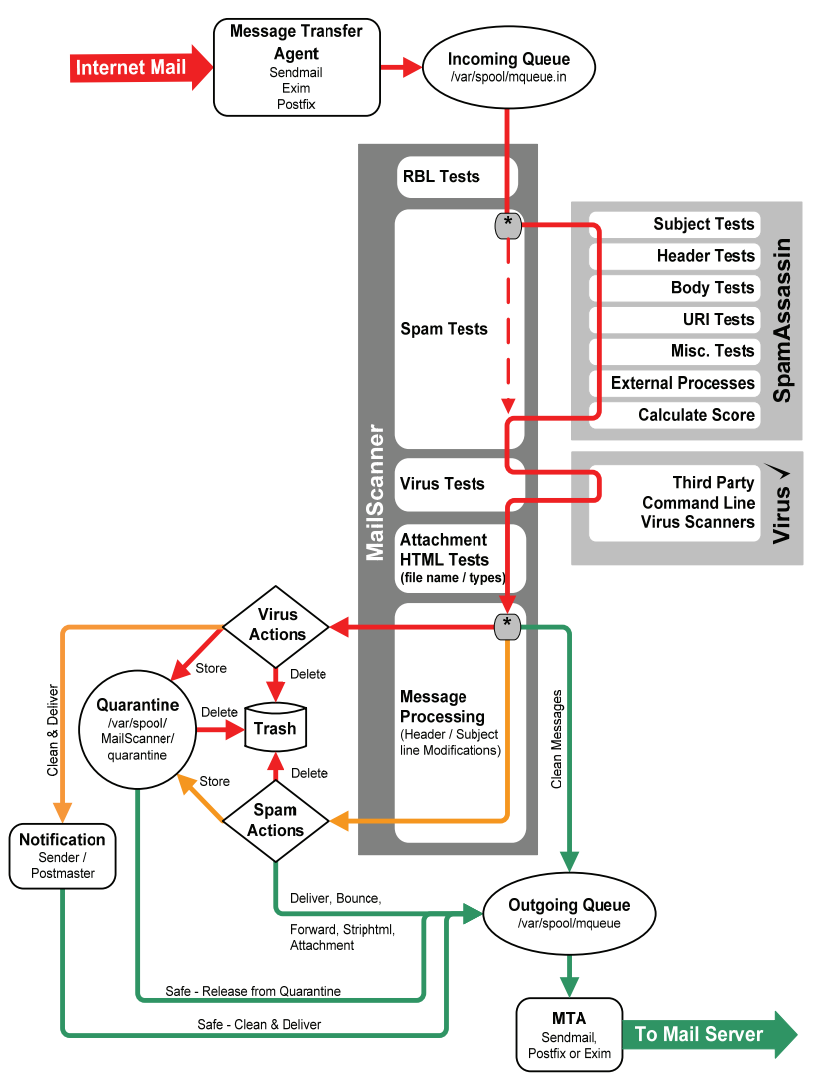 Internet Mail
Message Transfer
Agent
Sendmail
Exim
Postfix
Incoming Queue
/var/spool/mqueue.in
MailScanner
RBL Tests
*
Spam Tests
SpamAssassin
Subject Tests
Header Tests
Body Tests
URI Tests
Misc. Tests
External Processes
Calculate Score
Virus Tests
Third Party
Command Line
Virus Scanners
Virus ✓
Attachment
HTML Tests
(file name / types)
*
Message
Processing
(Header / Subject
line Modifications)
Virus
Actions
Store
Delete
Clean & Deliver
Quarantine
/var/spool/
MailScanner/
quarantine
Delete
Trash
Store
Delete
Spam
Actions
Clean Messages
Notification
Sender /
Postmaster
Deliver, Bounce,
Forward, Striphtml,
Attachment
Outgoing Queue
/var/spool/mqueue
Safe - Release from Quarantine
Safe - Clean & Deliver
MTA
Sendmail,
Postfix or Exim
To Mail Server